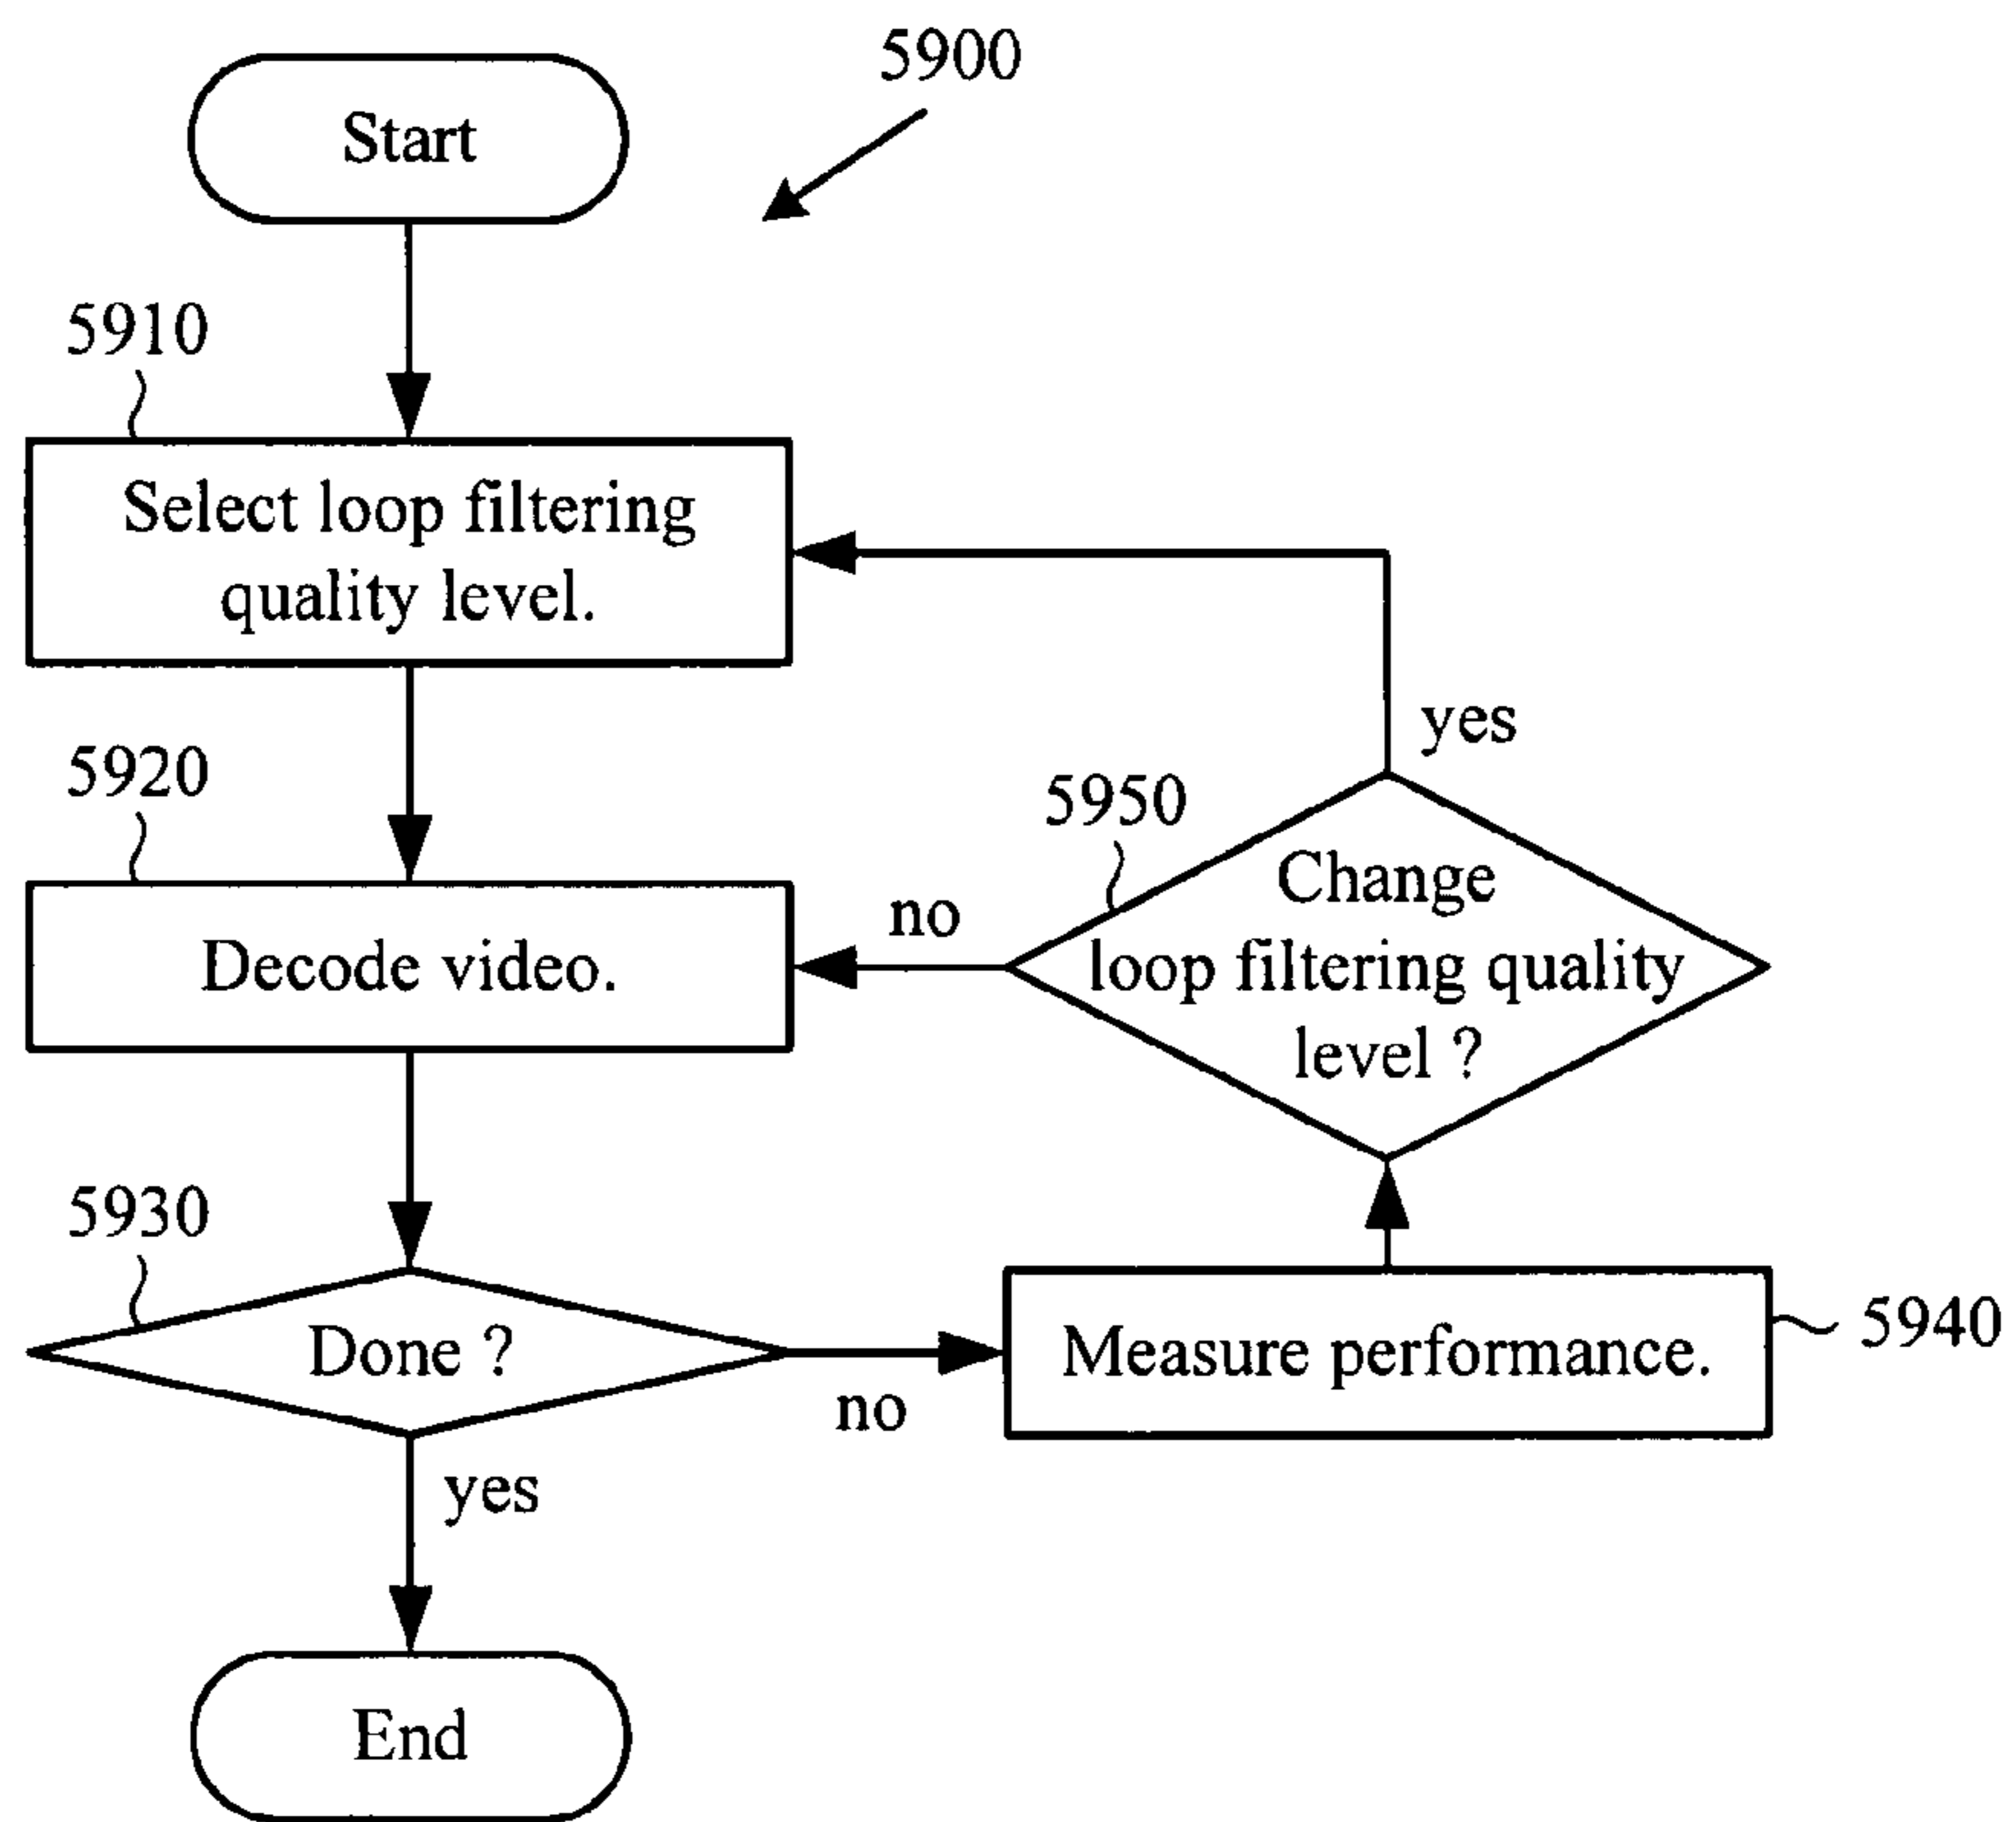 5900
Start
5910
Select loop filtering
quality level.
yes
5920
5950
Change
loop filtering quality
level ?
no
Decode video.
5930
Done ?
no
Measure performance.
5940
yes
End